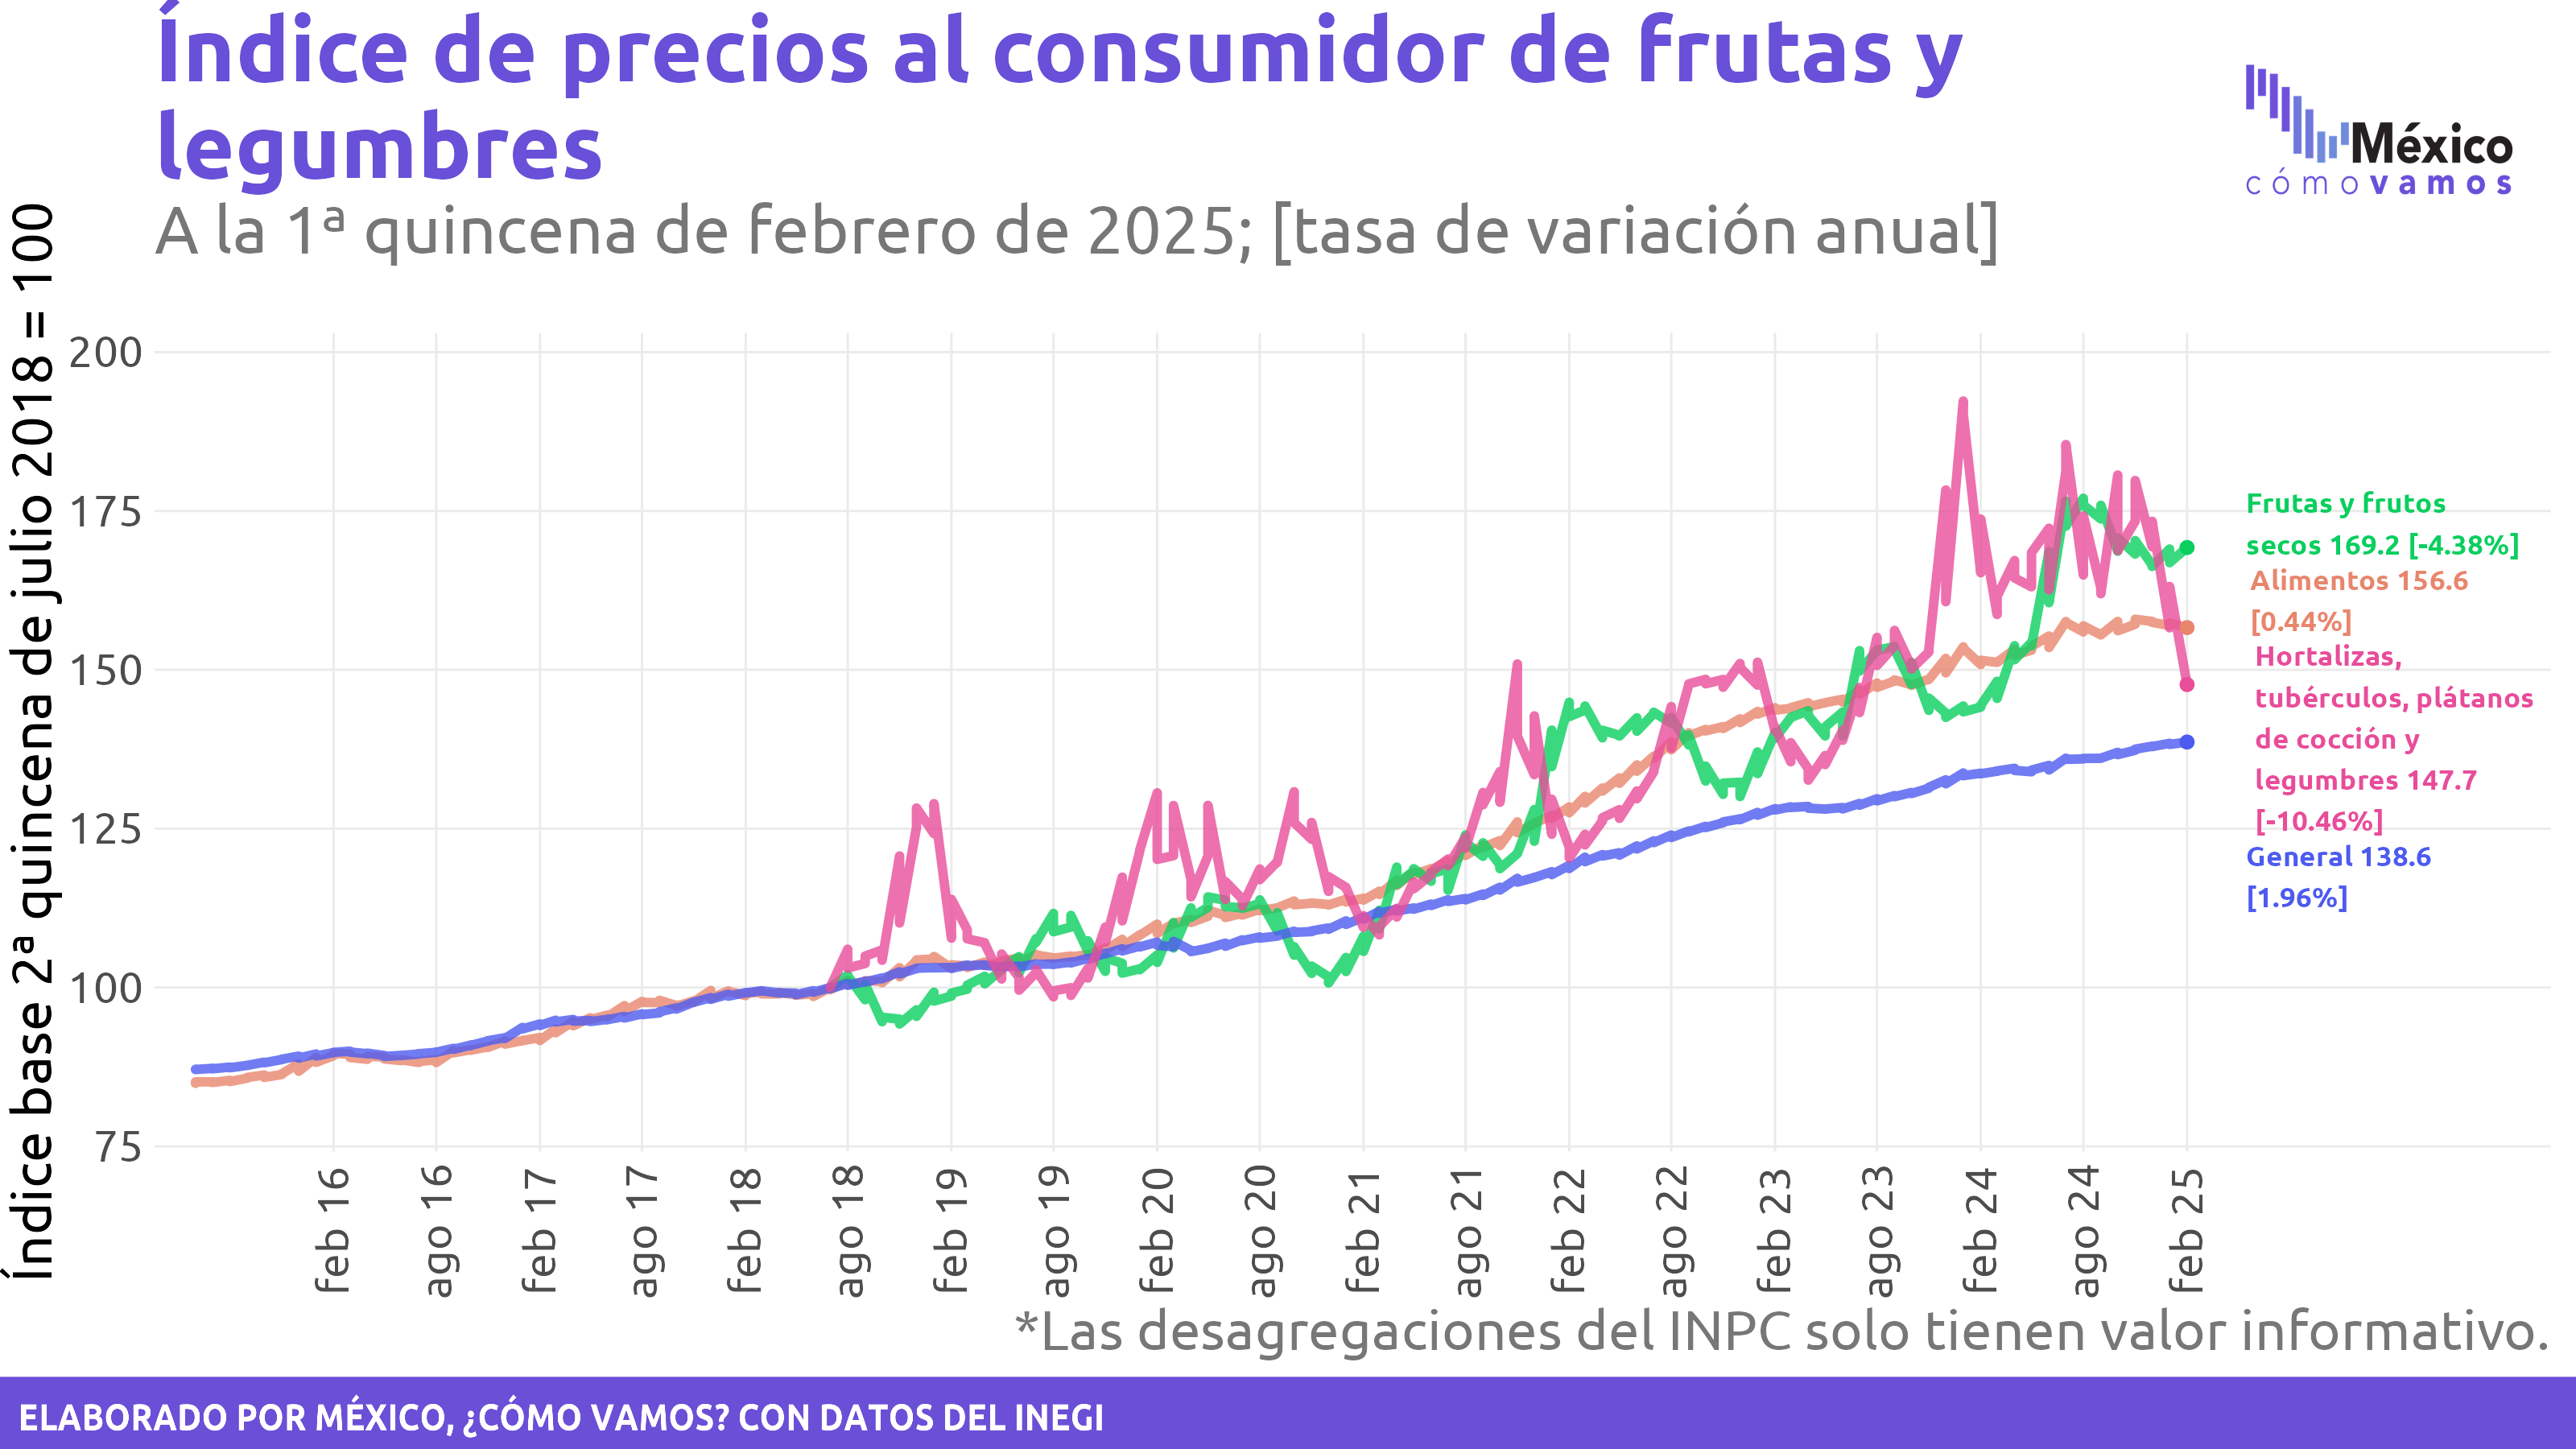 Índice de precios al consumidor de frutas y
legumbres
A la 1ª quincena de febrero de 2025; [tasa de variación anual]
México
cómo vamos
Índice base 2ª quincena de julio 2018 = 100
200
175
150
125
100
75
Frutas y frutos
secos 169.2 [-4.38%]
Alimentos 156.6
[0.44%]
Hortalizas,
tubérculos, plátanos
de cocción y
legumbres 147.7
[-10.46%]
General 138.6
[1.96%]
feb 16
ago 16
feb 17
ago 17
feb 18
ago 18
feb 19
ago 19
feb 20
ago 20
feb 21
ago 21
feb 22
ago 22
feb 23
ago 23
feb 24
ago 24
feb 25
*Las desagregaciones del INPC solo tienen valor informativo.
ELABORADO POR MÉXICO, ¿CÓMO VAMOS? CON DATOS DEL INEGI